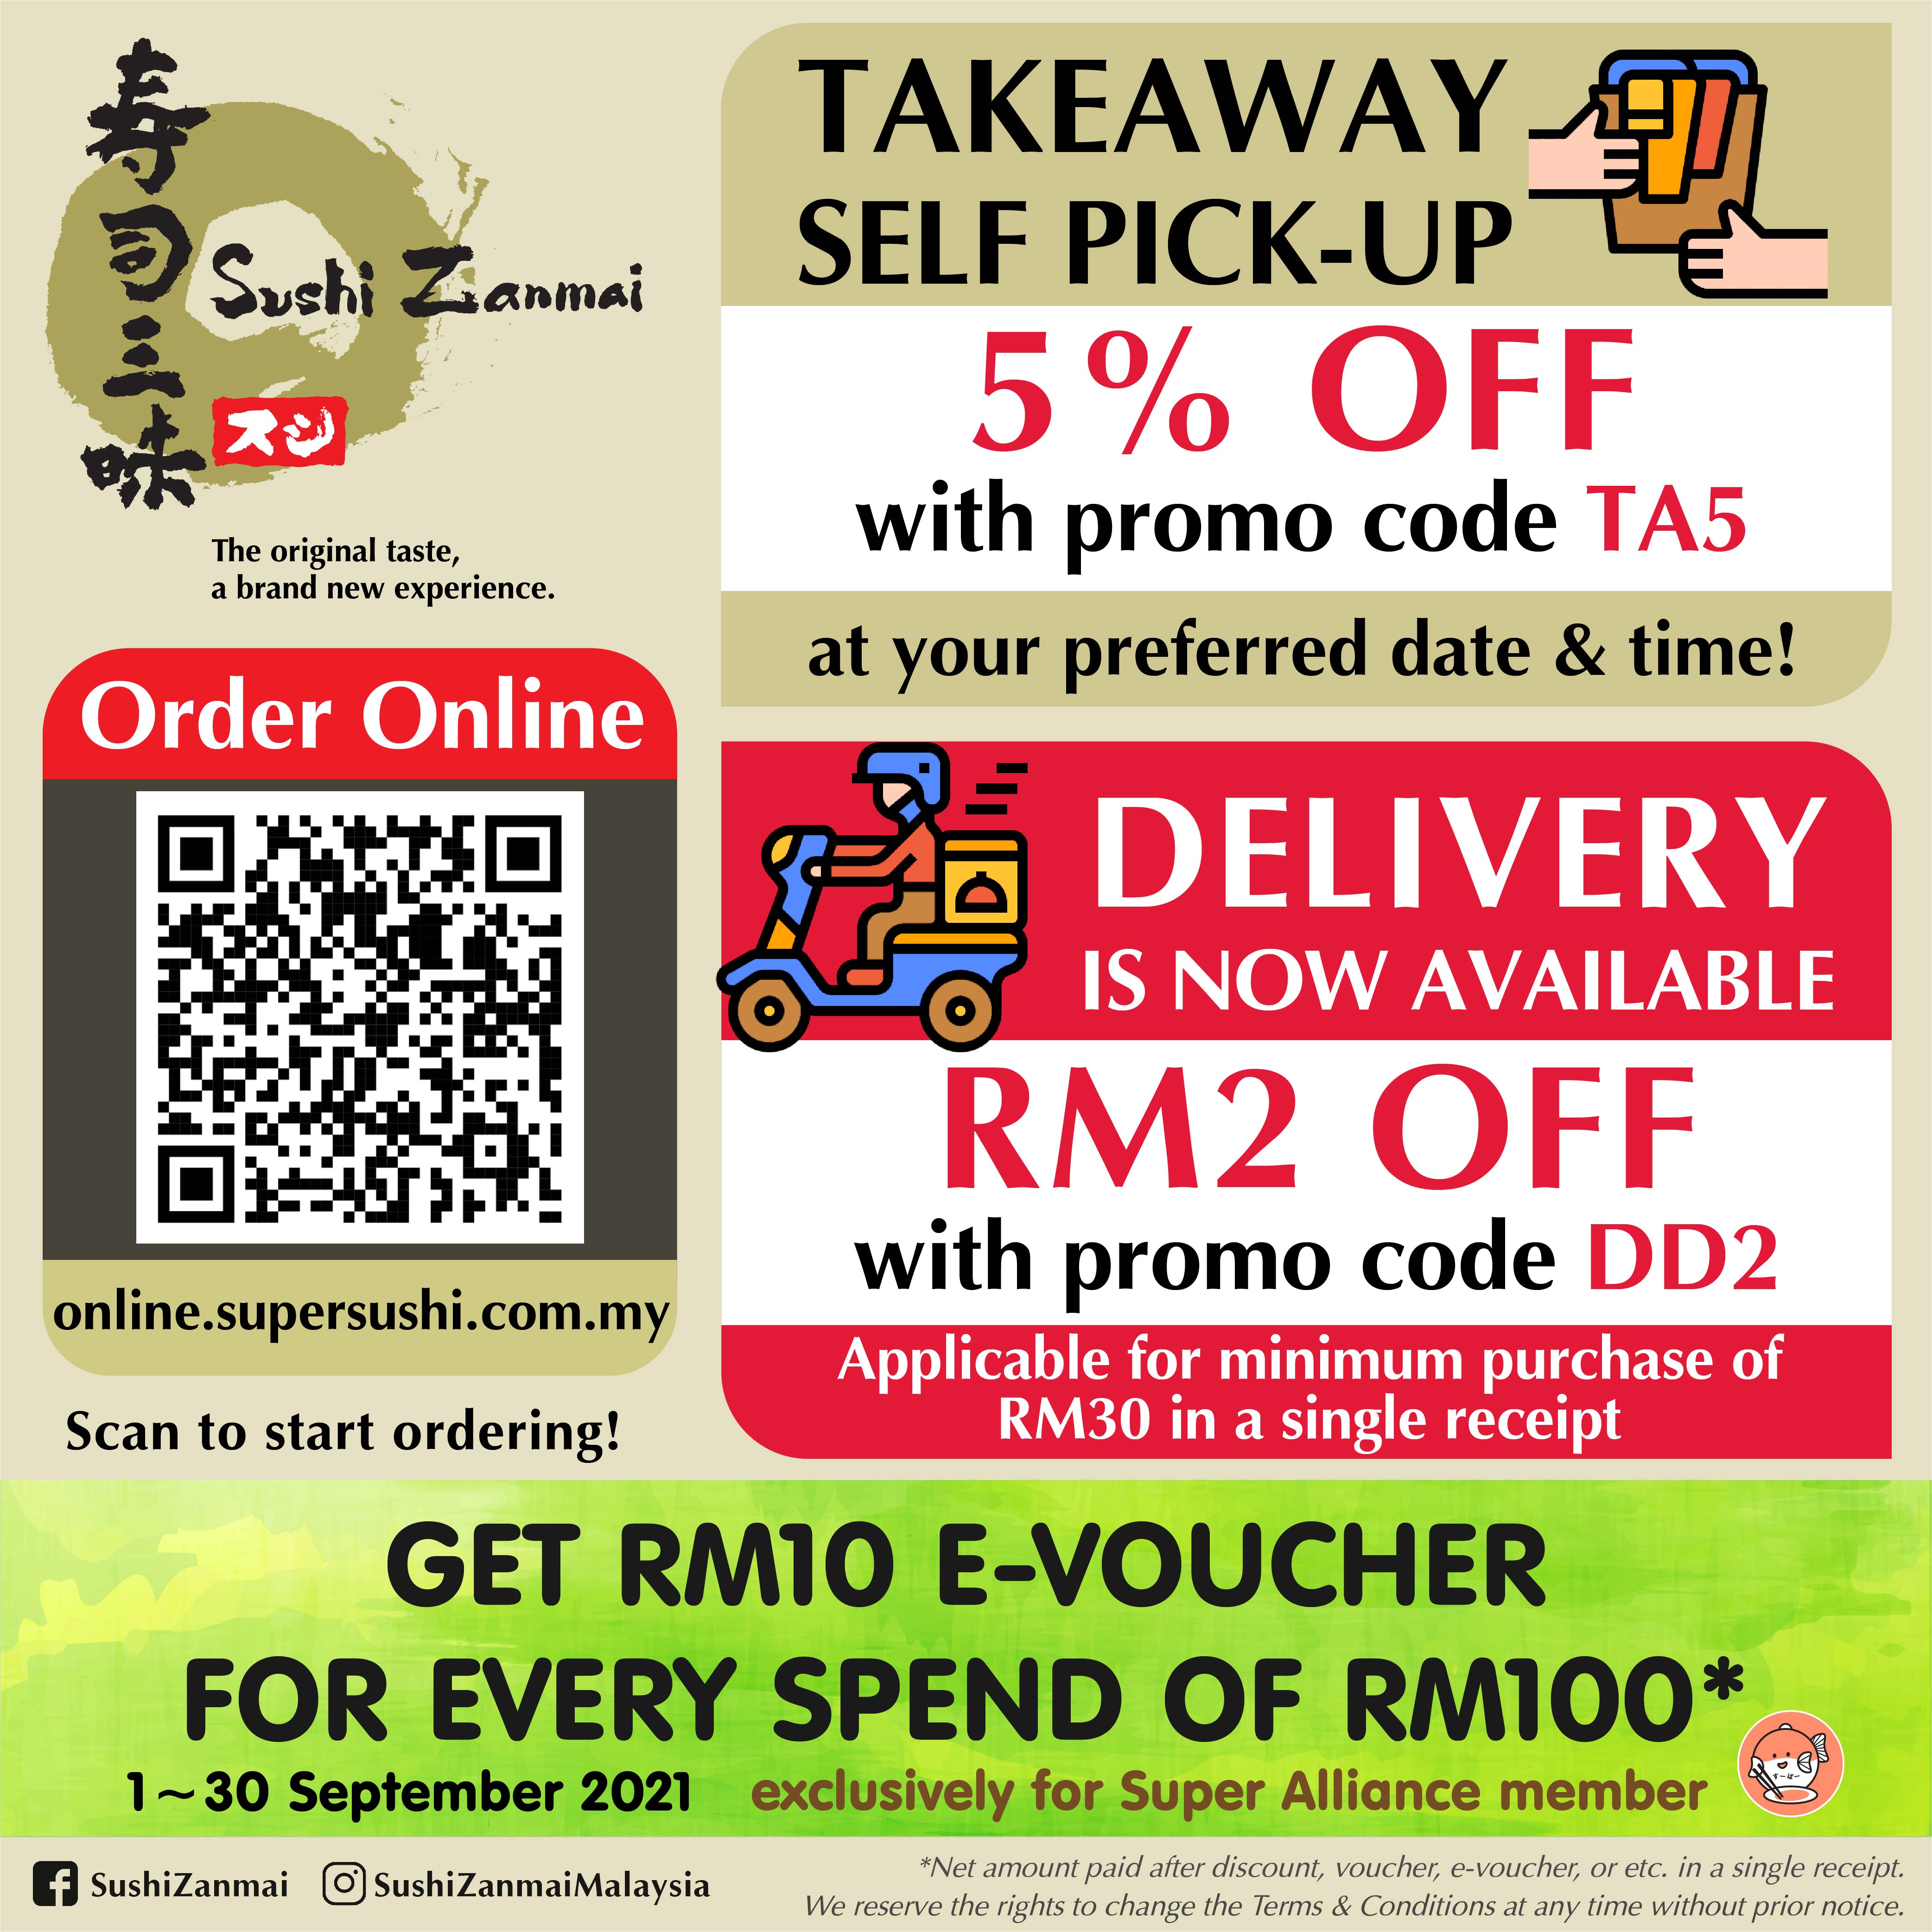 寿司三昧
Sushi Zanmai
スシ
The original taste,
a brand new experience.
Order Online
online.supersushi.com.my
Scan to start ordering!
TAKEAWAY
SELF PICK-UP
5% OFF
with promo code TA5
at your preferred date & time!
DELIVERY
IS NOW AVAILABLE
RM2 OFF
with promo code DD2
Applicable for minimum purchase of
RM30 in a single receipt
GET RM10 E-VOUCHER
FOR EVERY SPEND OF RM100*
1~30 September 2021 exclusively for Super Alliance member
すーぱー
SushiZanmai SushiZanmaiMalaysia
*Net amount paid after discount, voucher, e-voucher, or etc. in a single receipt.
We reserve the rights to change the Terms & Conditions at any time without prior notice.